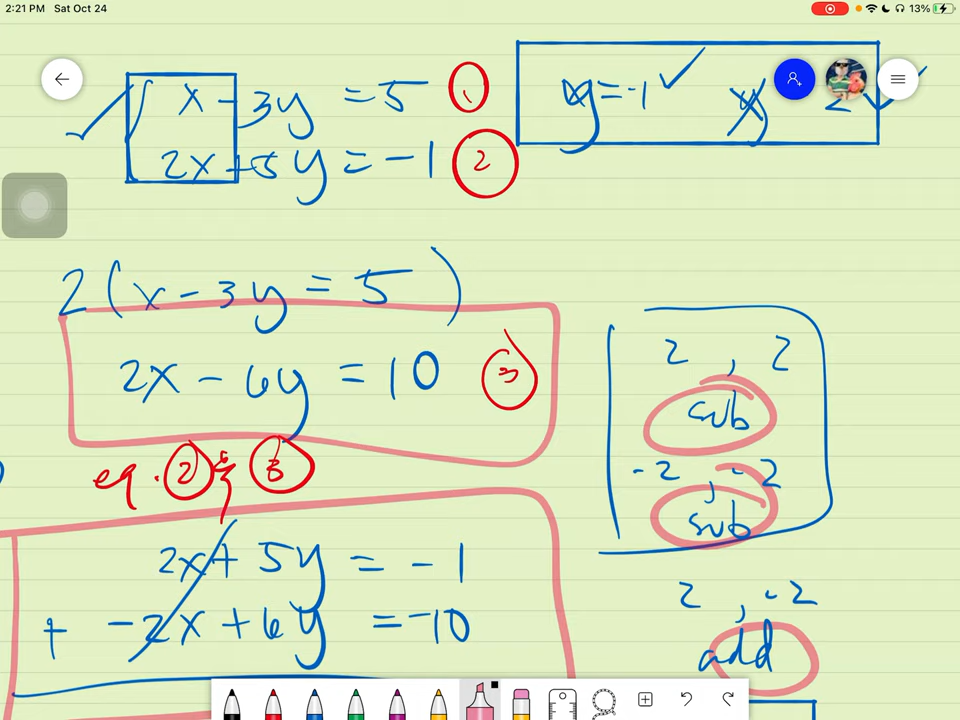 2:21 PM Sat Oct 24
13%
x - 3y = 5 ①
2x + 5y = -1 ②
y = -1 ✓
2 ✓
2(x - 3y = 5)
2x - 6y = 10 ③
eq. ② & ③
2x + 5y = -1
+ -2x + 6y = -10
2 , 2
sub
-2 , -2
sub
2 , -2
add